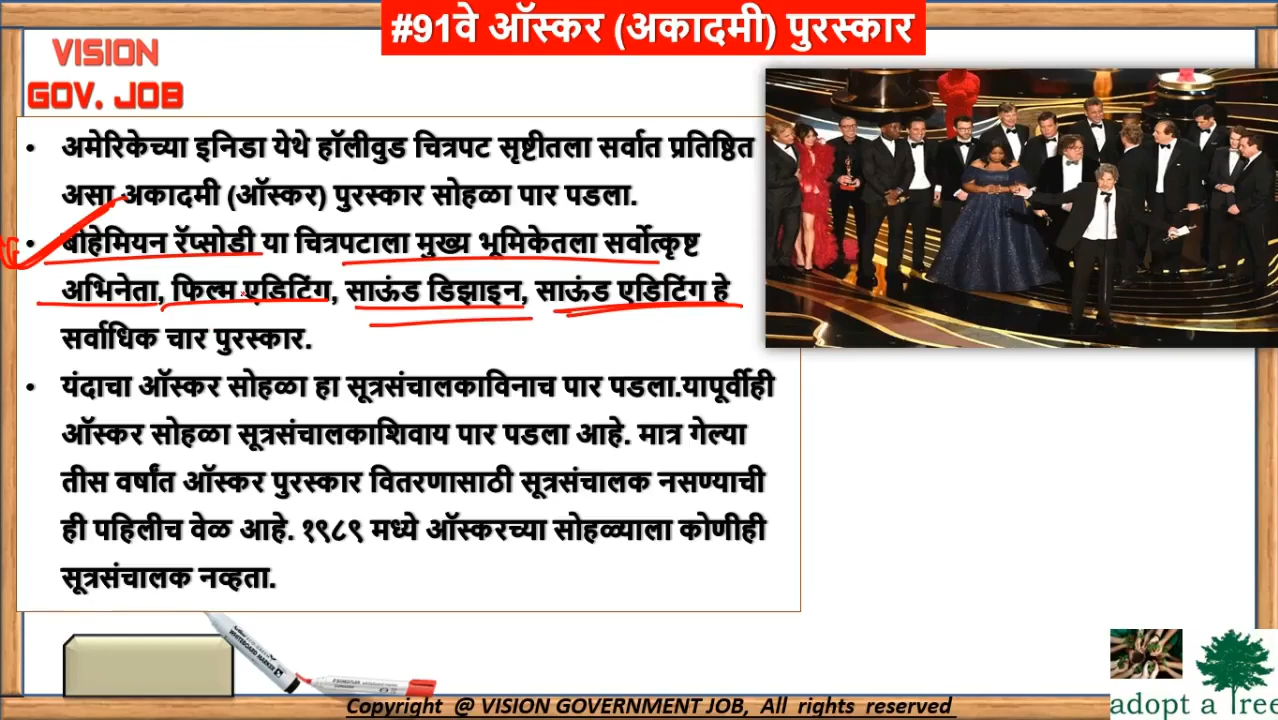 #91वे ऑस्कर (अकादमी) पुरस्कार
VISION
GOV. JOB
• अमेरिकेच्या इनिडा येथे हॉलीवुड चित्रपट सृष्टीतला सर्वात प्रतिष्ठित
असा अकादमी (ऑस्कर) पुरस्कार सोहळा पार पडला.
• बोहेमियन रॅप्सोडी या चित्रपटाला मुख्य भूमिकेतला सर्वोत्कृष्ट
अभिनेता, फिल्म एडिटिंग, साऊंड डिझाइन, साऊंड एडिटिंग हे
सर्वाधिक चार पुरस्कार.
• यंदाचा ऑस्कर सोहळा हा सूत्रसंचालकाविनाच पार पडला.यापूर्वीही
ऑस्कर सोहळा सूत्रसंचालकाशिवाय पार पडला आहे. मात्र गेल्या
तीस वर्षांत ऑस्कर पुरस्कार वितरणासाठी सूत्रसंचालक नसण्याची
ही पहिलीच वेळ आहे. १९८९ मध्ये ऑस्करच्या सोहळ्याला कोणीही
सूत्रसंचालक नव्हता.
WHITEBOARD MARKER
adopt a Tree
Copyright @ VISION GOVERNMENT JOB, All rights reserved